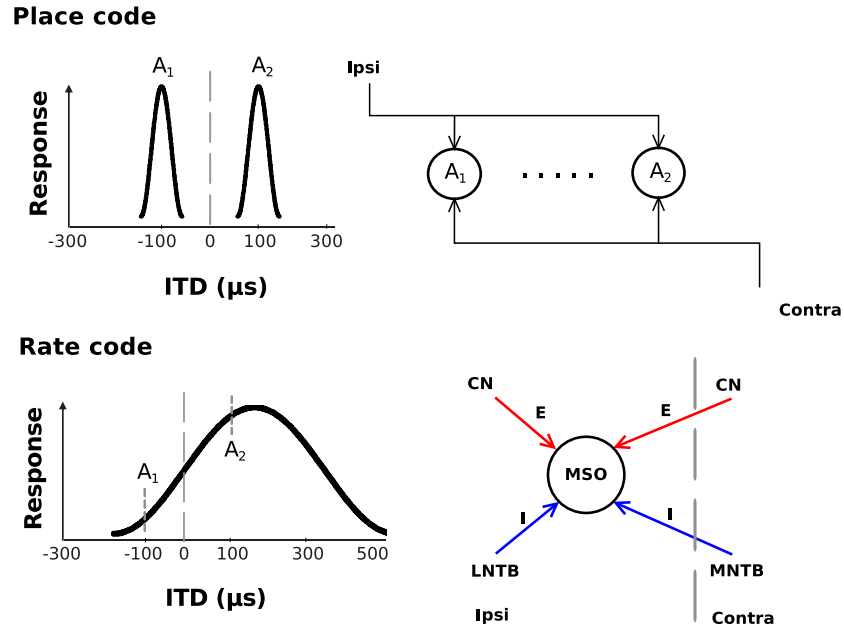 Place code
A₁ A₂
Response
-300 -100 0 100 300
ITD (µs)
Ipsi
A₁ ..... A₂
Contra
Rate code
A₁
A₂
Response
-300 -100 0 100 300 500
ITD (µs)
CN CN
E E
MSO
I I
LNTB MNTB
Ipsi Contra